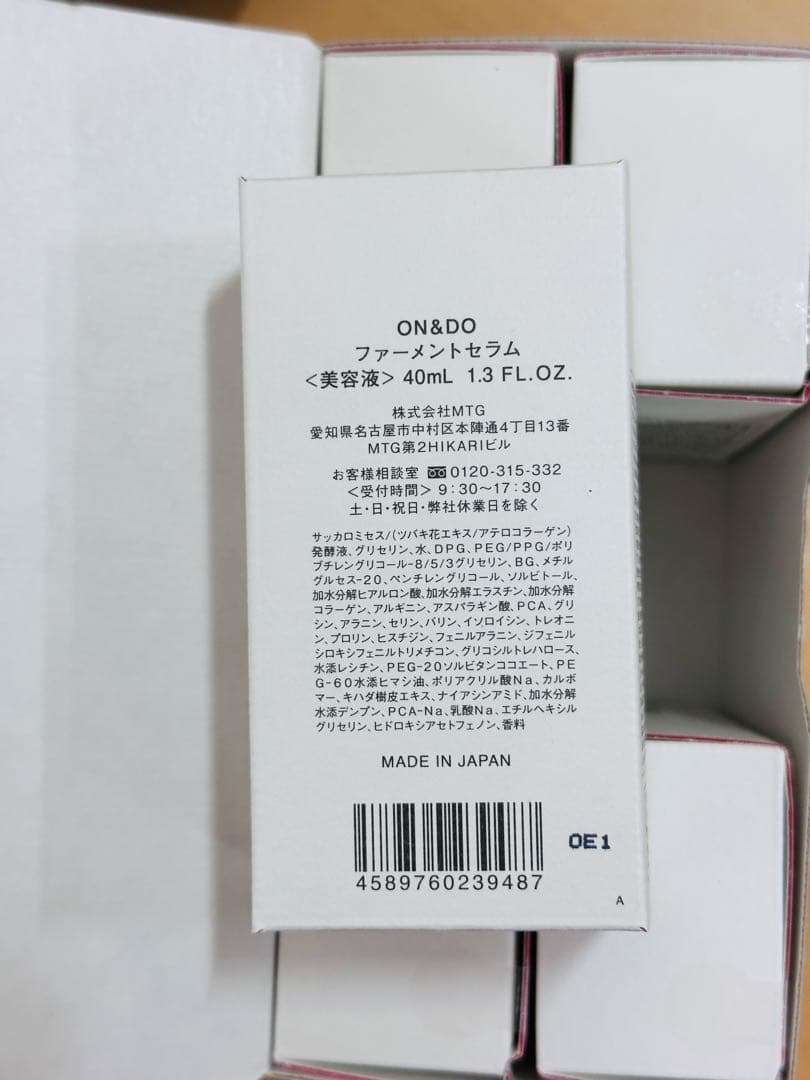 ON&DO
ファーメントセラム
<美容液> 40mL 1.3 FL.OZ.
株式会社MTG
愛知県名古屋市中村区本陣通4丁目13番
MTG第2HIKARIビル
お客様相談室 0120-315-332
<受付時間> 9:30〜17:30
土・日・祝日・弊社休業日を除く
サッカロミセス/(ツバキ花エキス/アテロコラーゲン)
発酵液、グリセリン、水、DPG、PEG/PPG/ポリ
ブチレングリコール-8/5/3グリセリン、BG、メチル
グルセス-20、ペンチレングリコール、ソルビトール、
加水分解ヒアルロン酸、加水分解エラスチン、加水分解
コラーゲン、アルギニン、アスパラギン酸、PCA、グリ
シン、アラニン、セリン、バリン、イソロイシン、トレオニ
ン、プロリン、ヒスチジン、フェニルアラニン、ジフェニル
シロキシフェニルトリメチコン、グリコシルトレハロース、
水添レシチン、PEG-20ソルビタンココエート、PE
G-60水添ヒマシ油、ポリアクリル酸Na、カルボ
マー、キハダ樹皮エキス、ナイアシンアミド、加水分解
水添デンプン、PCA-Na、乳酸Na、エチルヘキシル
グリセリン、ヒドロキシアセトフェノン、香料
MADE IN JAPAN
OE1
4589760239487
A